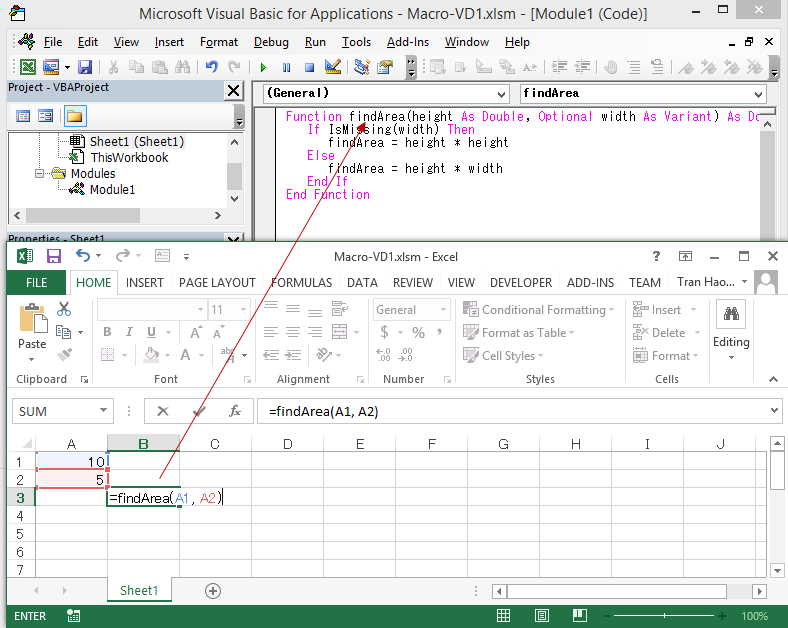 Microsoft Visual Basic for Applications - Macro-VD1.xlsm - [Module1 (Code)]
File Edit View Insert Format Debug Run Tools Add-Ins Window Help
Project - VBAProject
(General) findArea
Sheet1 (Sheet1)
ThisWorkbook
Modules
Module1
Function findArea(height As Double, Optional width As Variant) As Do
If IsMissing(width) Then
findArea = height * height
Else
findArea = height * width
End If
End Function
Properties - Sheet1
Macro-VD1.xlsm - Excel
FILE HOME INSERT PAGE LAYOUT FORMULAS DATA REVIEW VIEW DEVELOPER ADD-INS TEAM Tran Hao...
Paste
Clipboard
11
B I U
A A
A
Font
Alignment
General
$ % ,
Number
Conditional Formatting
Format as Table
Cell Styles
Styles
Insert
Delete
Format
Cells
Editing
SUM fx =findArea(A1, A2)
A B C D E F G H I J
1 10
2 5
3 =findArea(A1, A2)
4
5
6
7
Sheet1
ENTER 100%